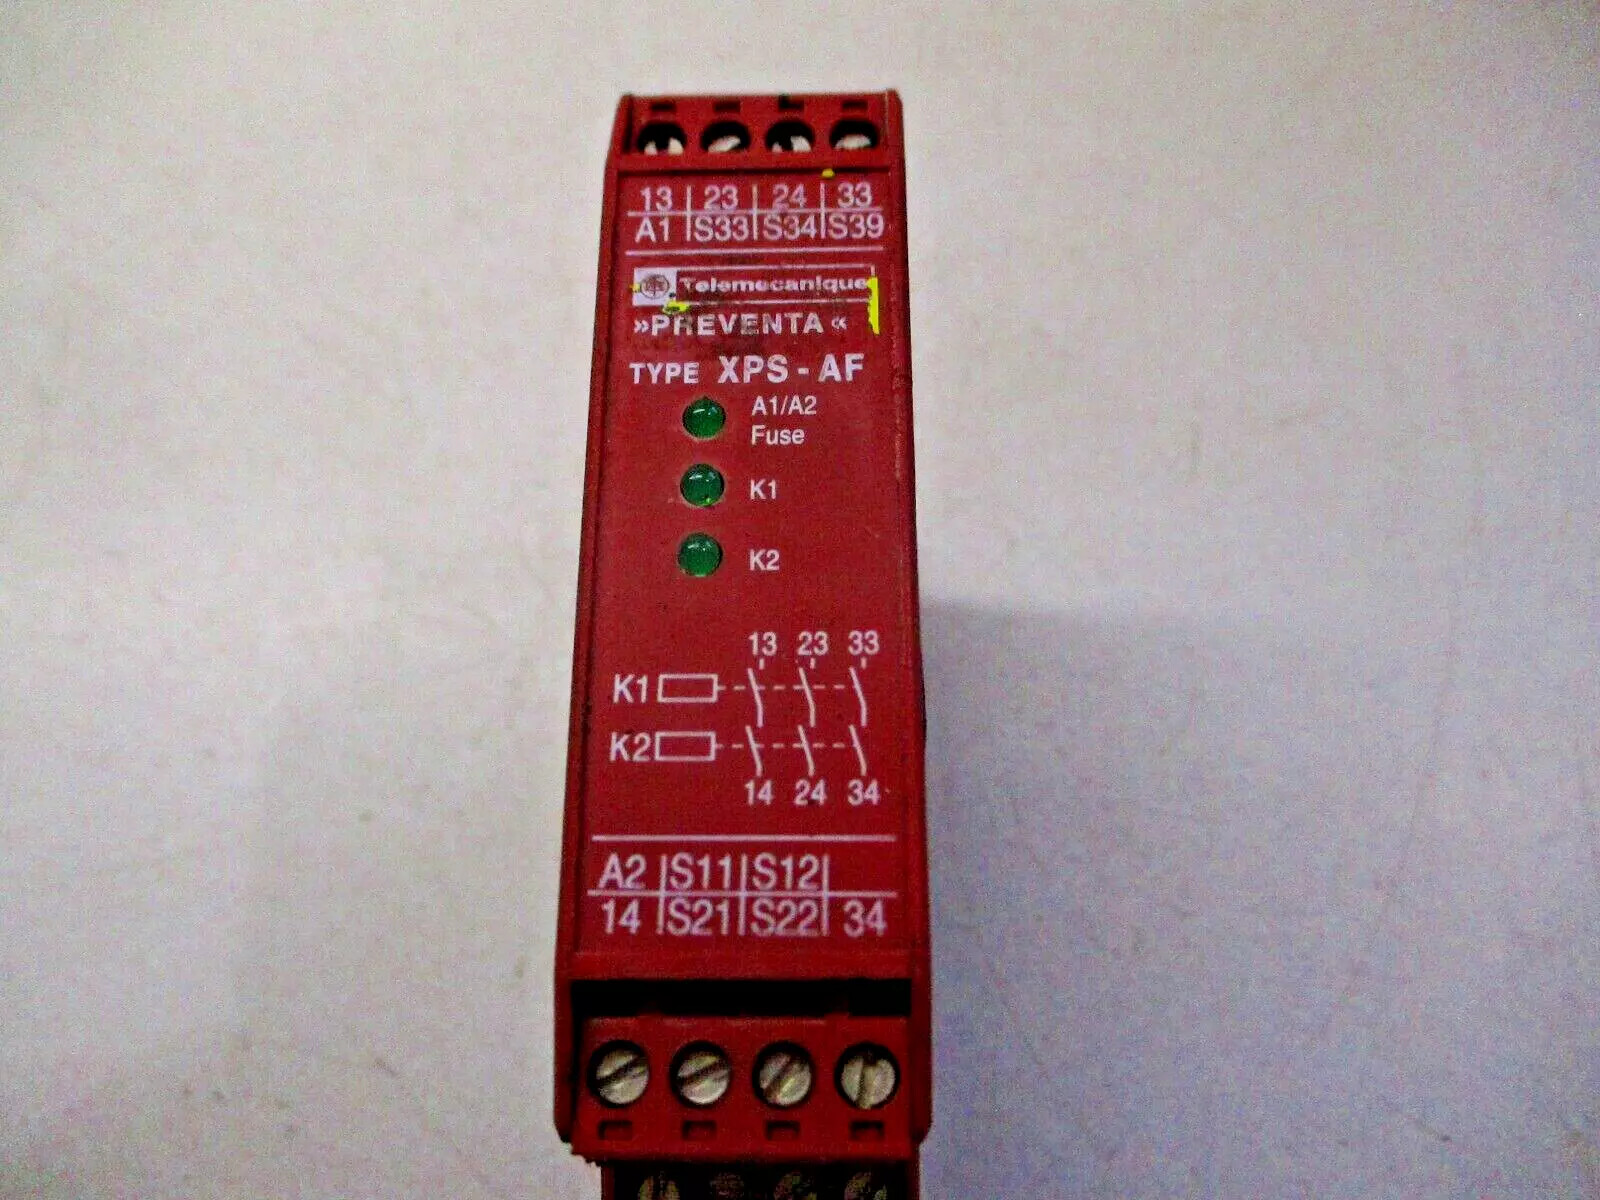 13 23 24 33
A1 S33 S34 S39
Telemecanique
»PREVENTA«
TYPE XPS-AF
A1/A2
Fuse
K1
K2
13 23 33
K1
K2
14 24 34
A2 S11 S12
14 S21 S22 34